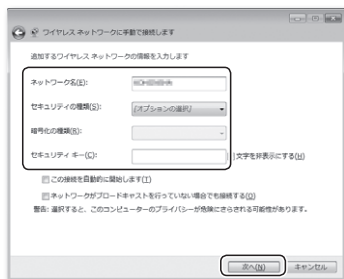 ワイヤレス ネットワークに手動で接続します
追加するワイヤレス ネットワークの情報を入力します
ネットワーク名(E):
セキュリティの種類(S): [オプションの選択]
暗号化の種類(R):
セキュリティ キー(C): 文字を非表示にする(H)
この接続を自動的に開始します(T)
ネットワークがブロードキャストを行っていない場合でも接続する(O)
警告: 選択すると、このコンピューターのプライバシーが危険にさらされる可能性があります。
次へ(N) キャンセル